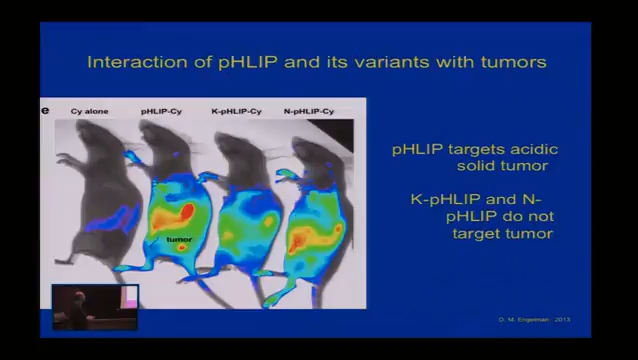 Interaction of pHLIP and its variants with tumors
e
Cy alone
pHLIP-Cy
K-pHLIP-Cy
N-pHLIP-Cy
tumor
pHLIP targets acidic
solid tumor
K-pHLIP and N-
pHLIP do not
target tumor
D. M. Engelman, 2013